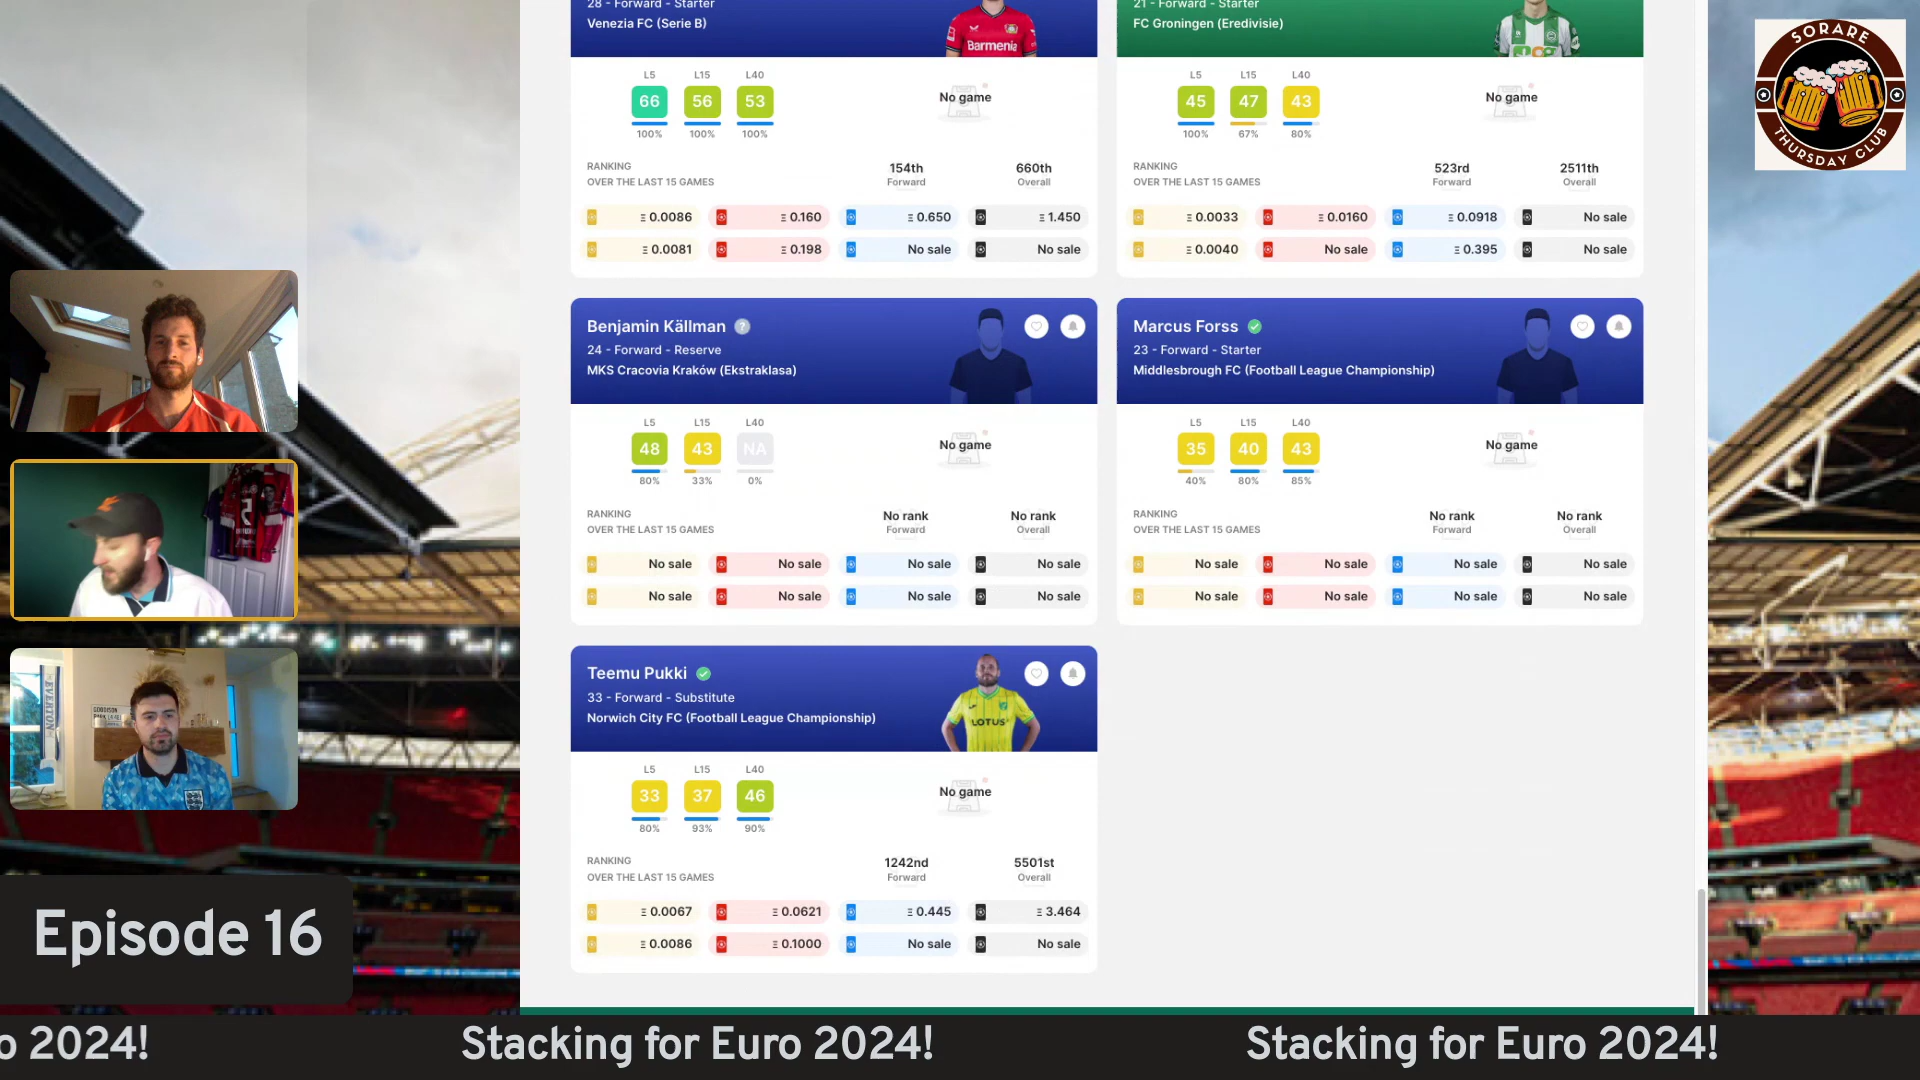 28 - Forward - Starter
Venezia FC (Serie B)
Barmenia
L5 L15 L40
66 56 53
100% 100% 100%
No game
RANKING
OVER THE LAST 15 GAMES
154th
Forward
660th
Overall
Ξ 0.0086 Ξ 0.160 Ξ 0.650 Ξ 1.450
Ξ 0.0081 Ξ 0.198 No sale No sale
21 - Forward - Starter
FC Groningen (Eredivisie)
L5 L15 L40
45 47 43
100% 67% 80%
No game
RANKING
OVER THE LAST 15 GAMES
523rd
Forward
2511th
Overall
Ξ 0.0033 Ξ 0.0160 Ξ 0.0918 No sale
Ξ 0.0040 No sale Ξ 0.395 No sale
Benjamin Källman ?
24 - Forward - Reserve
MKS Cracovia Kraków (Ekstraklasa)
L5 L15 L40
48 43 NA
80% 33% 0%
No game
RANKING
OVER THE LAST 15 GAMES
No rank
Forward
No rank
Overall
No sale No sale No sale No sale
No sale No sale No sale No sale
Marcus Forss
23 - Forward - Starter
Middlesbrough FC (Football League Championship)
L5 L15 L40
35 40 43
40% 80% 85%
No game
RANKING
OVER THE LAST 15 GAMES
No rank
Forward
No rank
Overall
No sale No sale No sale No sale
No sale No sale No sale No sale
Teemu Pukki
33 - Forward - Substitute
Norwich City FC (Football League Championship)
LOTUS
L5 L15 L40
33 37 46
80% 93% 90%
No game
RANKING
OVER THE LAST 15 GAMES
1242nd
Forward
5501st
Overall
Ξ 0.0067 Ξ 0.0621 Ξ 0.445 Ξ 3.464
Ξ 0.0086 Ξ 0.1000 No sale No sale
SORARE
THURSDAY CLUB
EVERTON
GOODISON
Episode 16
o 2024! Stacking for Euro 2024! Stacking for Euro 2024!